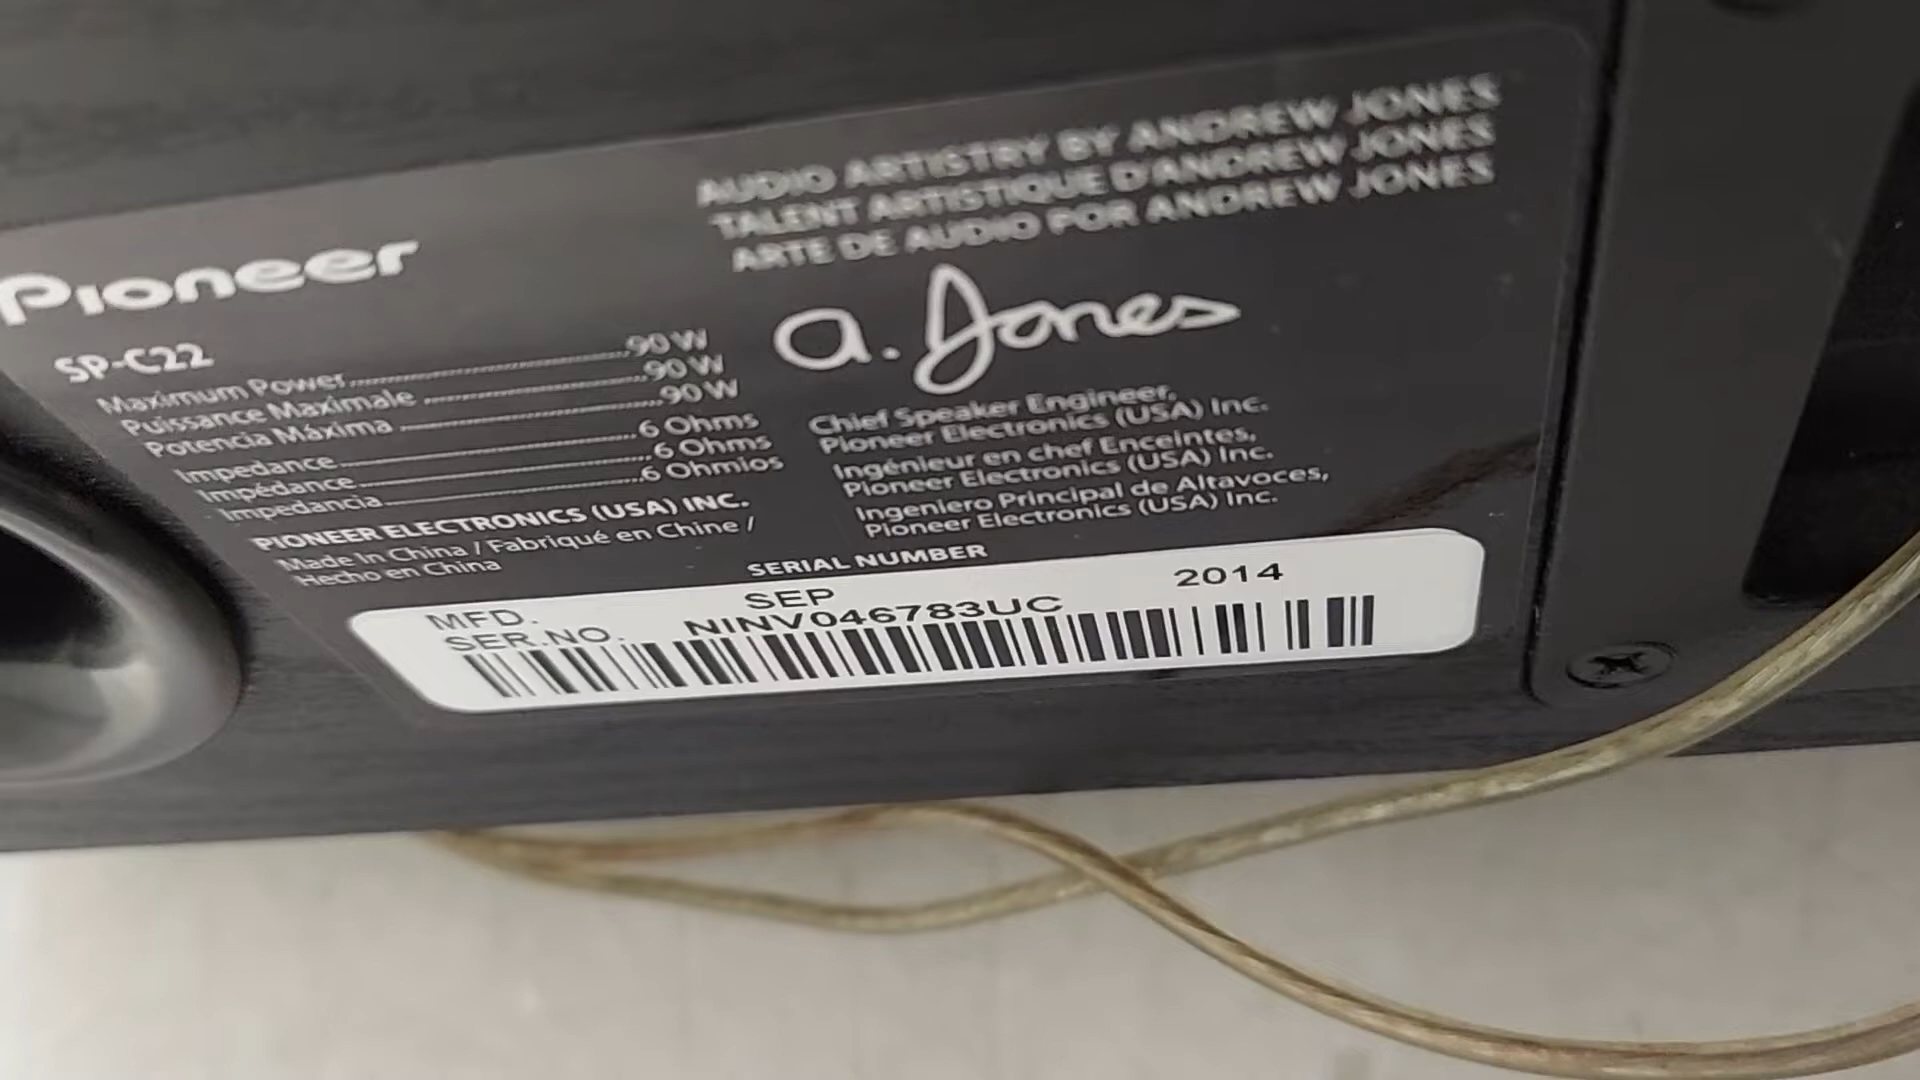 Pioneer
SP-C22
Maximum Power 90 W
Puissance Maximale 90 W
Potencia Máxima 90 W
Impedance 6 Ohms
Impédance 6 Ohms
Impedancia 6 Ohmios
PIONEER ELECTRONICS (USA) INC.
Made In China / Fabriqué en Chine /
Hecho en China
AUDIO ARTISTRY BY ANDREW JONES
TALENT ARTISTIQUE D'ANDREW JONES
ARTE DE AUDIO POR ANDREW JONES
a. Jones
Chief Speaker Engineer,
Pioneer Electronics (USA) Inc.
Ingénieur en chef Enceintes,
Pioneer Electronics (USA) Inc.
Ingeniero Principal de Altavoces,
Pioneer Electronics (USA) Inc.
SERIAL NUMBER
MFD. SEP 2014
SER.NO. NINV046783UC